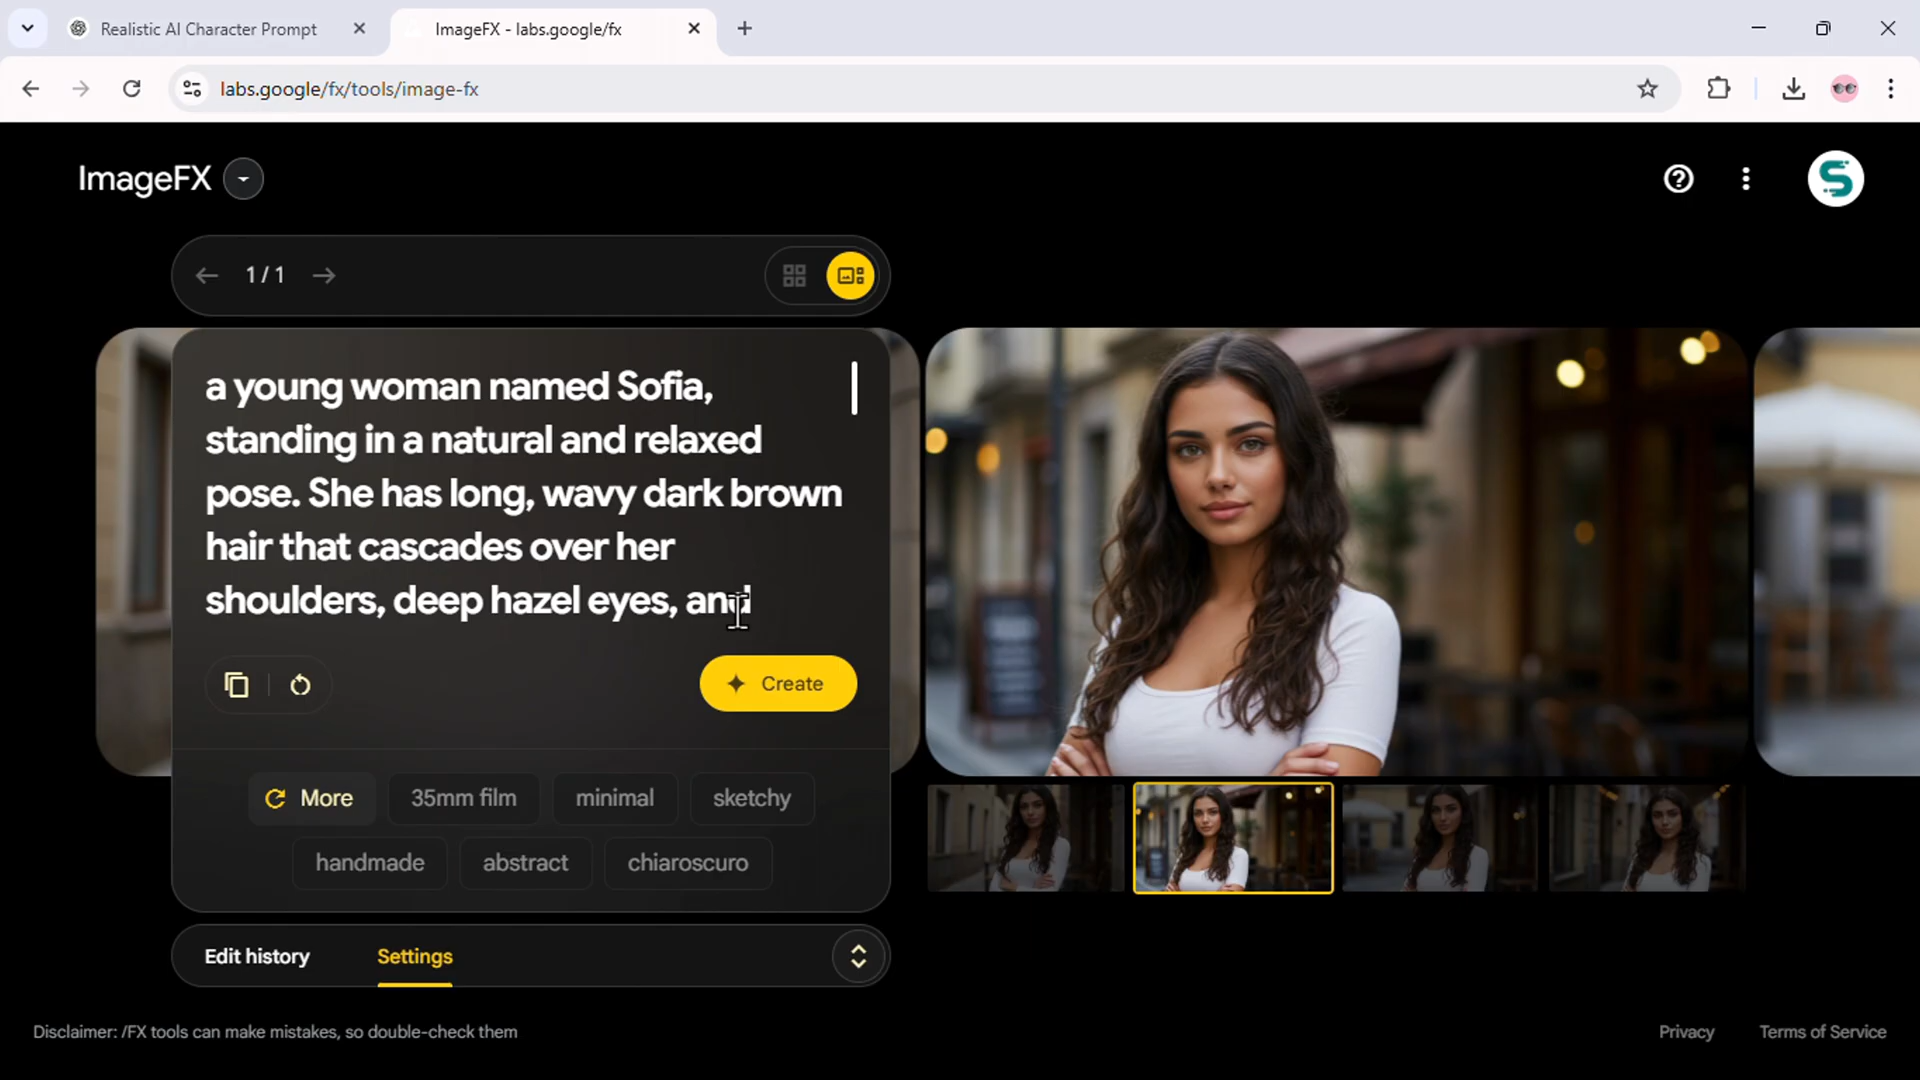 Realistic AI Character Prompt
ImageFX - labs.google/fx
labs.google/fx/tools/image-fx
ImageFX
1 / 1
a young woman named Sofia,
standing in a natural and relaxed
pose. She has long, wavy dark brown
hair that cascades over her
shoulders, deep hazel eyes, and
Create
More
35mm film
minimal
sketchy
handmade
abstract
chiaroscuro
Edit history
Settings
Disclaimer: /FX tools can make mistakes, so double-check them
Privacy
Terms of Service